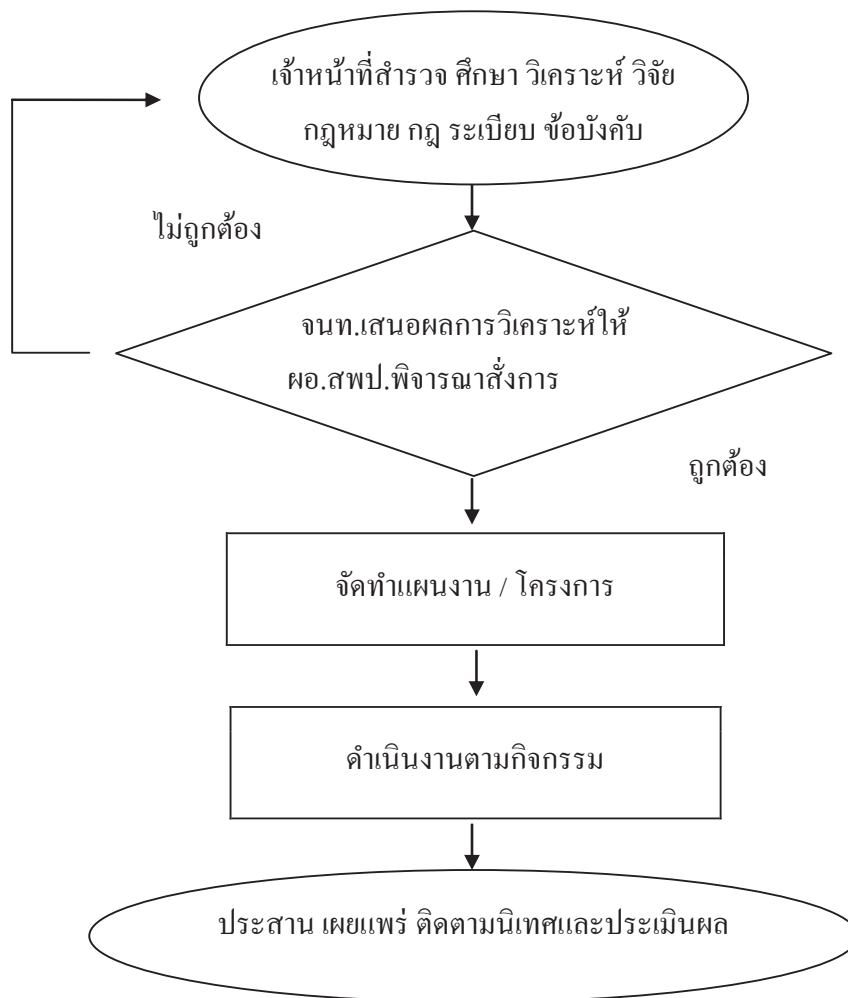 เจ้าหน้าที่สำรวจ ศึกษา วิเคราะห์ วิจัย
กฎหมาย กฎ ระเบียบ ข้อบังคับ
ไม่ถูกต้อง
จนท.เสนอผลการวิเคราะห์ให้
ผอ.สพป.พิจารณาสั่งการ
ถูกต้อง
จัดทำแผนงาน / โครงการ
ดำเนินงานตามกิจกรรม
ประสาน เผยแพร่ ติดตามนิเทศและประเมินผล